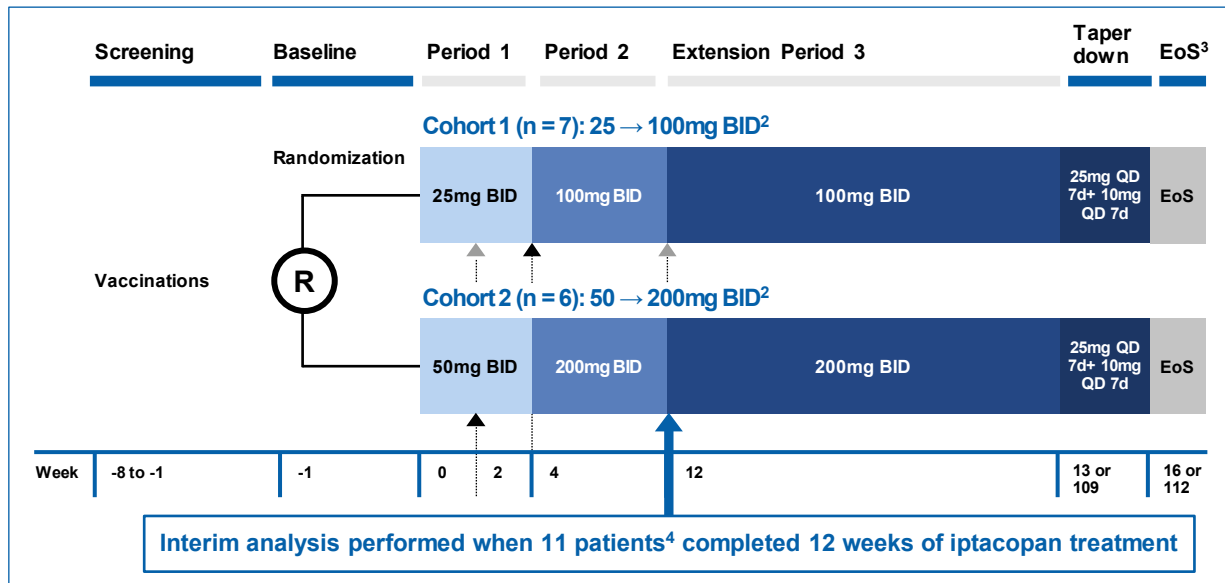 Screening Baseline Period 1 Period 2 Extension Period 3 Taper down EoS³
Cohort 1 (n = 7): 25 → 100mg BID²
Randomization
25mg BID 100mg BID 100mg BID 25mg QD 7d+ 10mg QD 7d EoS
Vaccinations
R
Cohort 2 (n = 6): 50 → 200mg BID²
50mg BID 200mg BID 200mg BID 25mg QD 7d+ 10mg QD 7d EoS
Week -8 to -1 -1 0 2 4 12 13 or 109 16 or 112
Interim analysis performed when 11 patients⁴ completed 12 weeks of iptacopan treatment